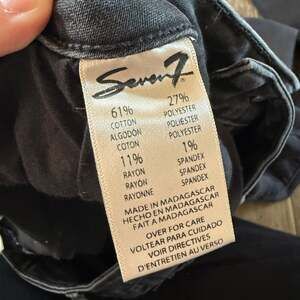 Seven7
61% 27%
COTTON POLYESTER
ALGODON POLIESTER
COTON POLYESTER
11% 1%
RAYON SPANDEX
RAYON SPANDEX
RAYONNE SPANDEX
MADE IN MADAGASCAR
HECHO EN MADAGASCAR
FAIT A MADAGASCAR
OVER FOR CARE
VOLTEAR PARA CUIDADO
VOIR DIRECTIVES
D'ENTRETIEN AU VERSO